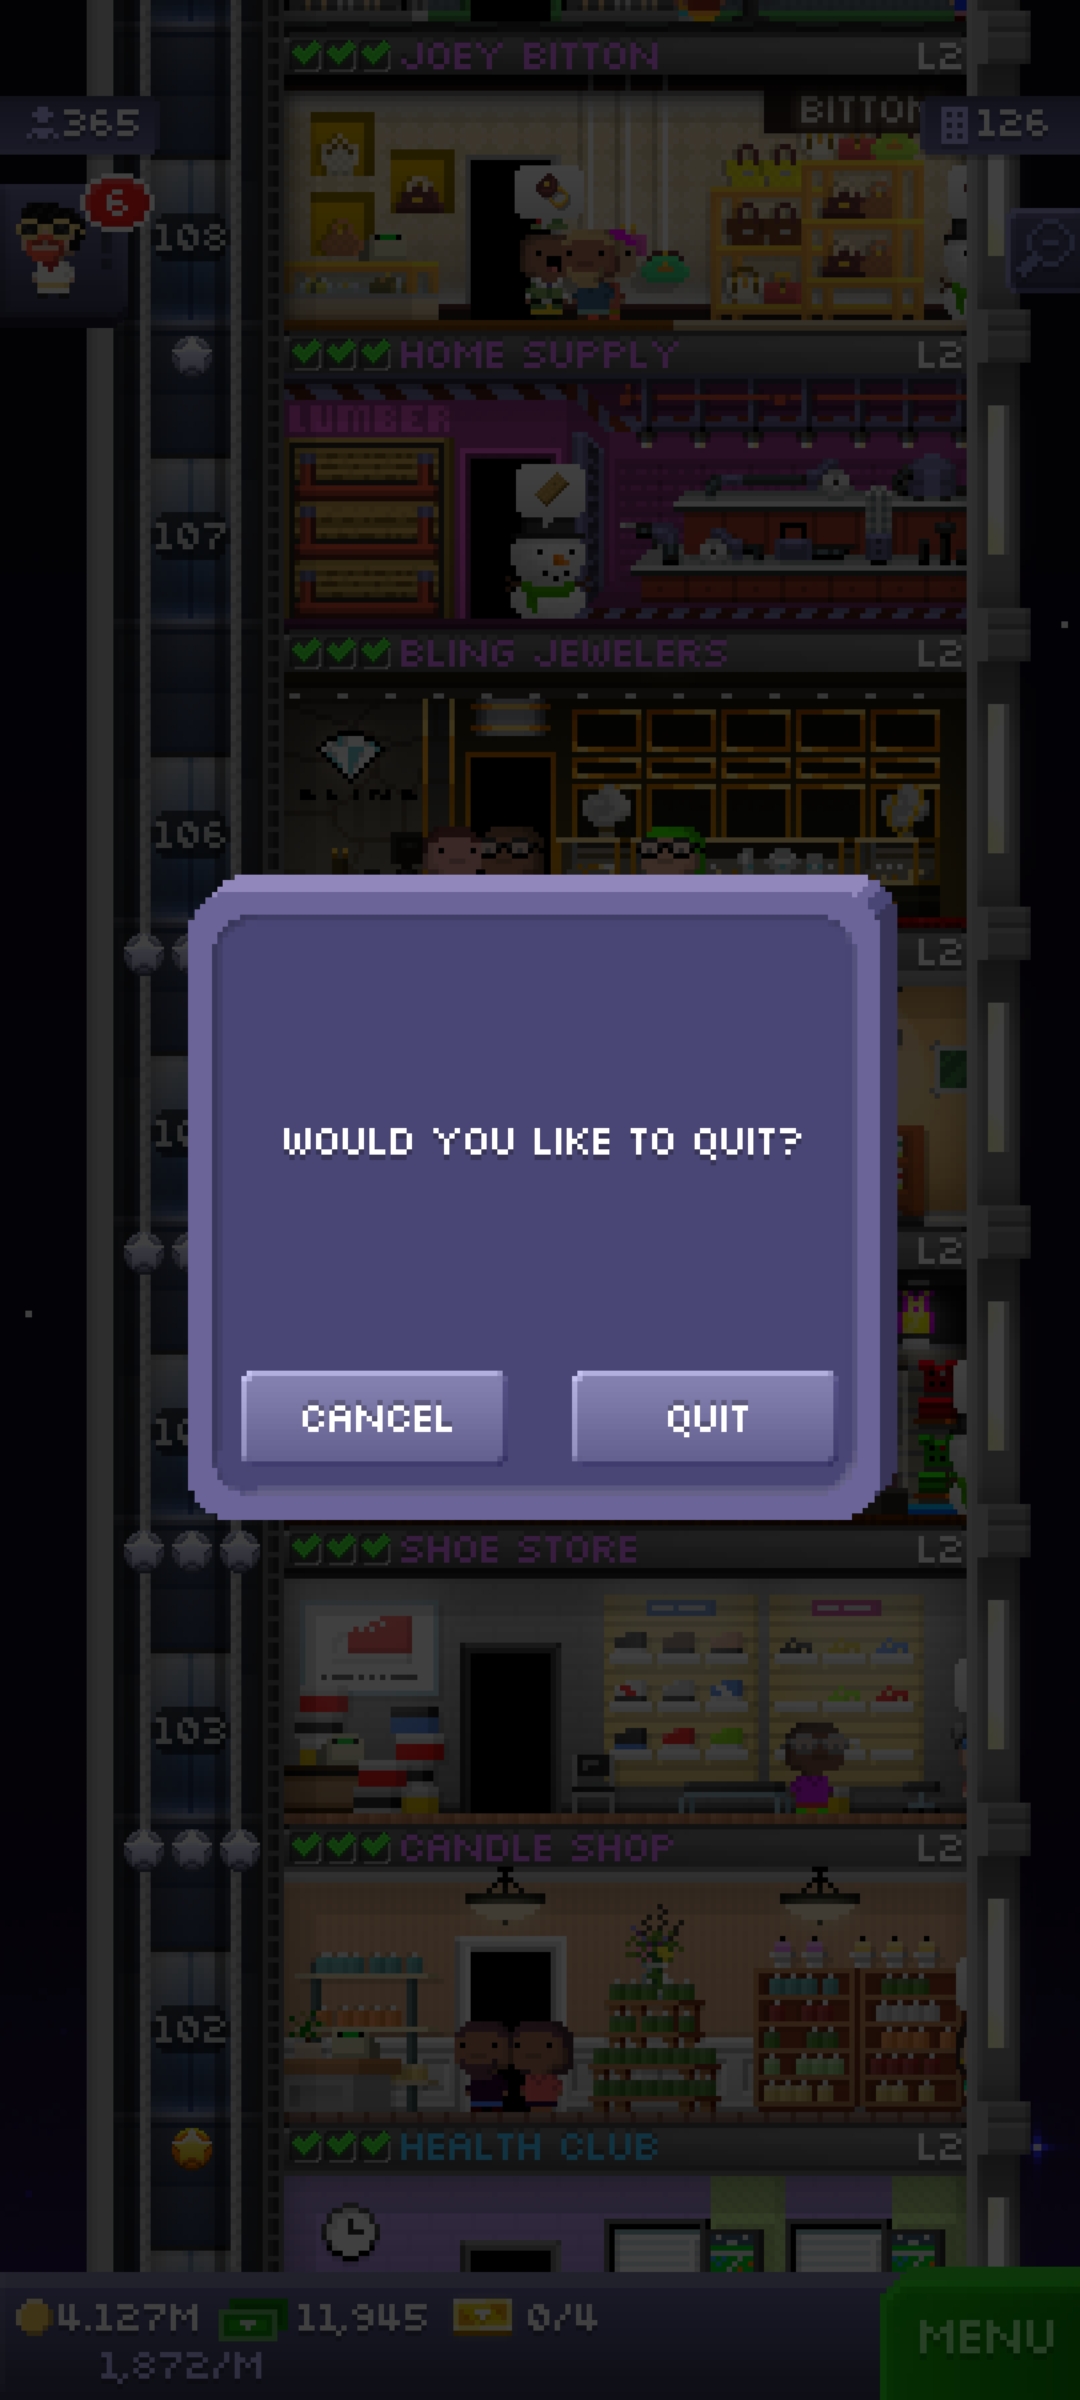 JOEY BITTON L2
365
BITTON
126
6
108
HOME SUPPLY L2
LUMBER
107
BLING JEWELERS L2
BLING
106
L2
WOULD YOU LIKE TO QUIT?
L2
CANCEL QUIT
SHOE STORE L2
103
CANDLE SHOP L2
102
HEALTH CLUB L2
4.127M 11,945 0/4
1,872/M
MENU